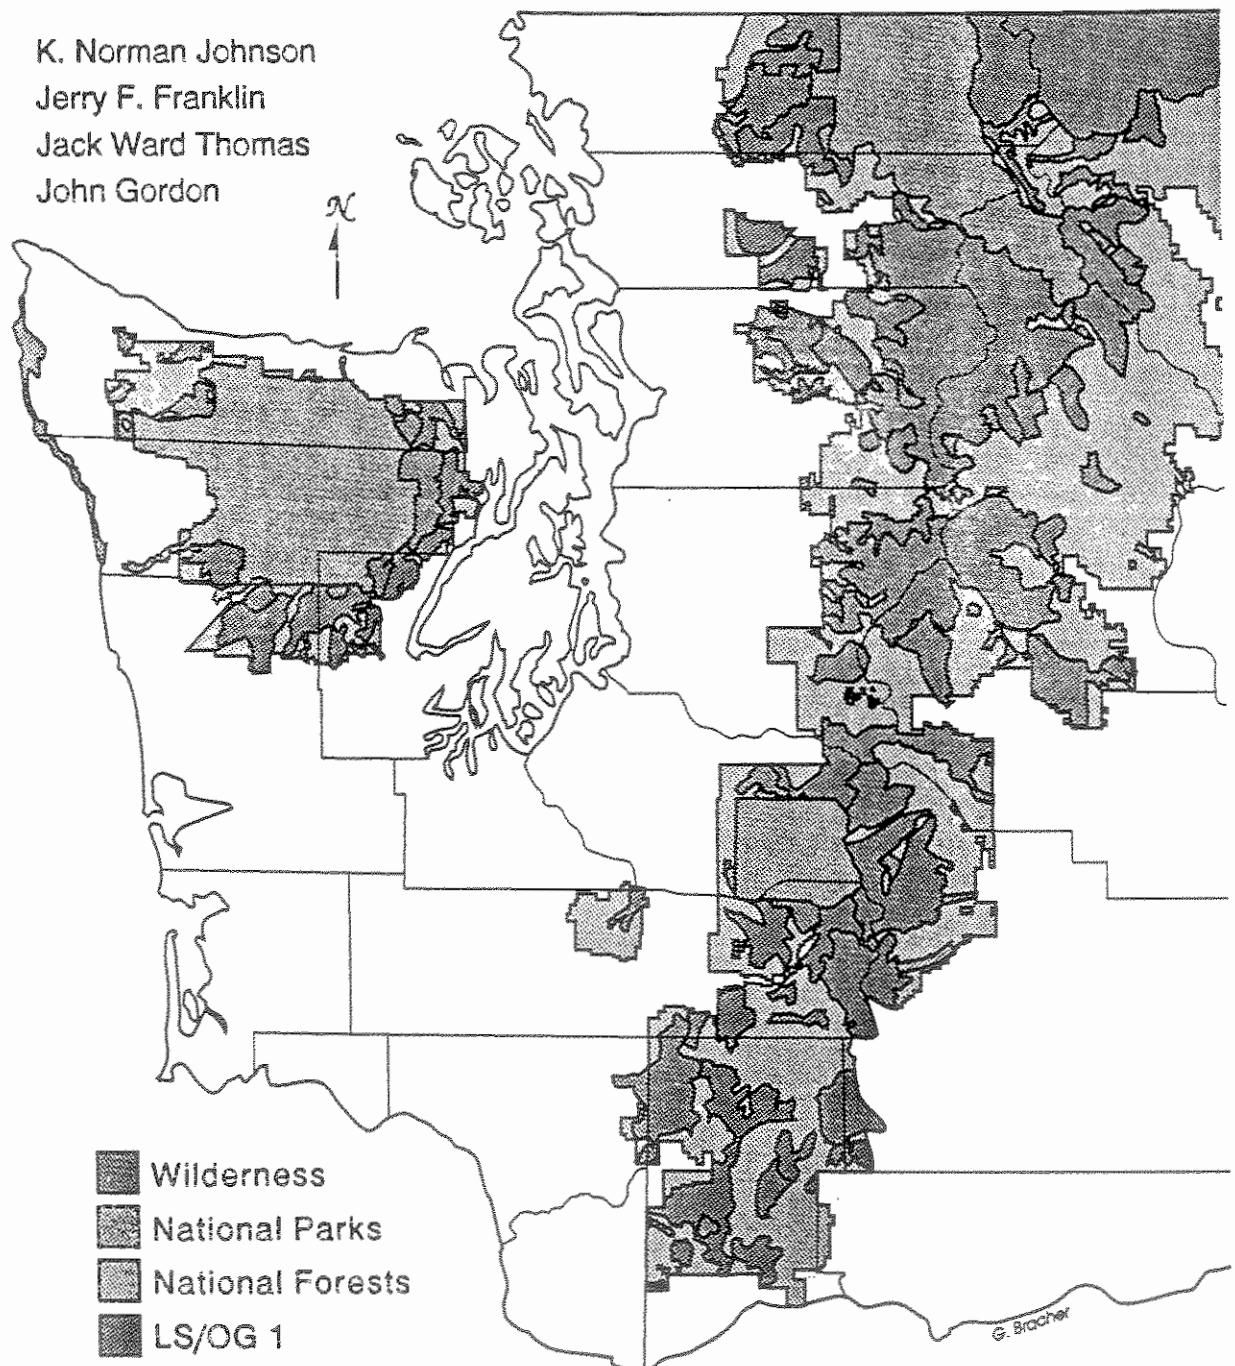 K. Norman Johnson
Jerry F. Franklin
Jack Ward Thomas
John Gordon
N
Wilderness
National Parks
National Forests
LS/OG 1
G. Bracher